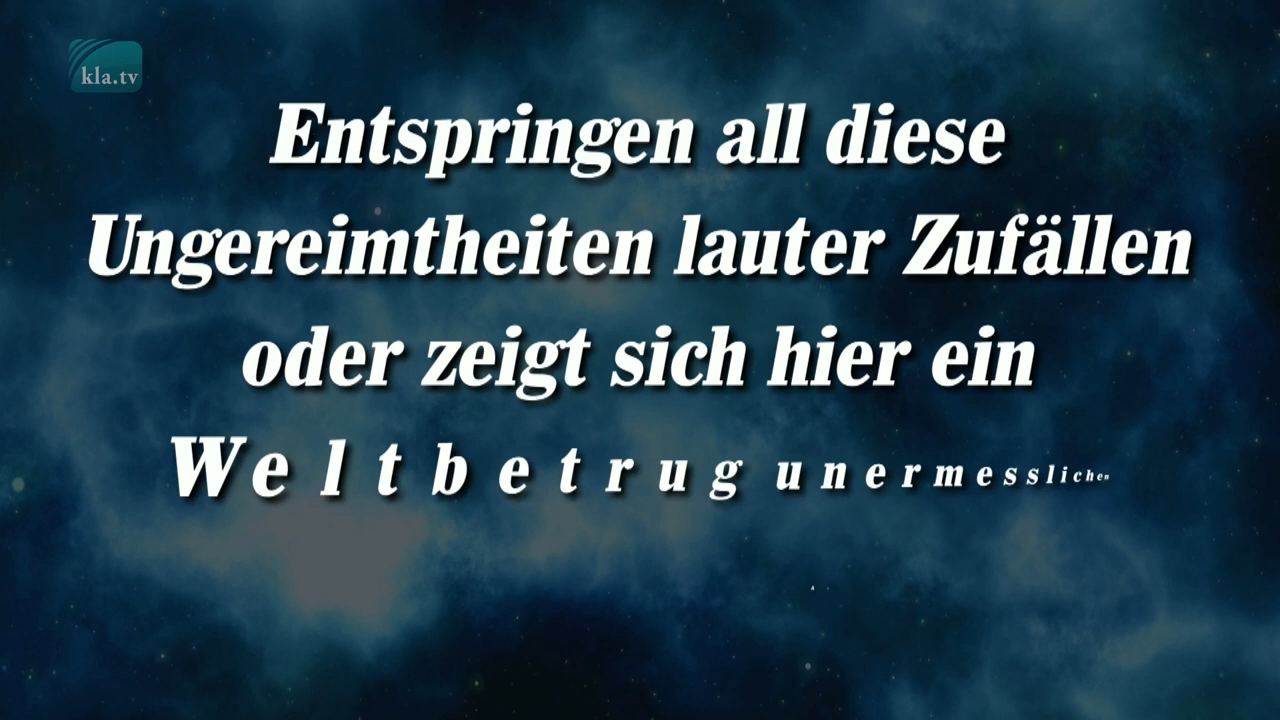 kla.tv
Entspringen all diese
Ungereimtheiten lauter Zufällen
oder zeigt sich hier ein
Weltbetrug unermesslichen